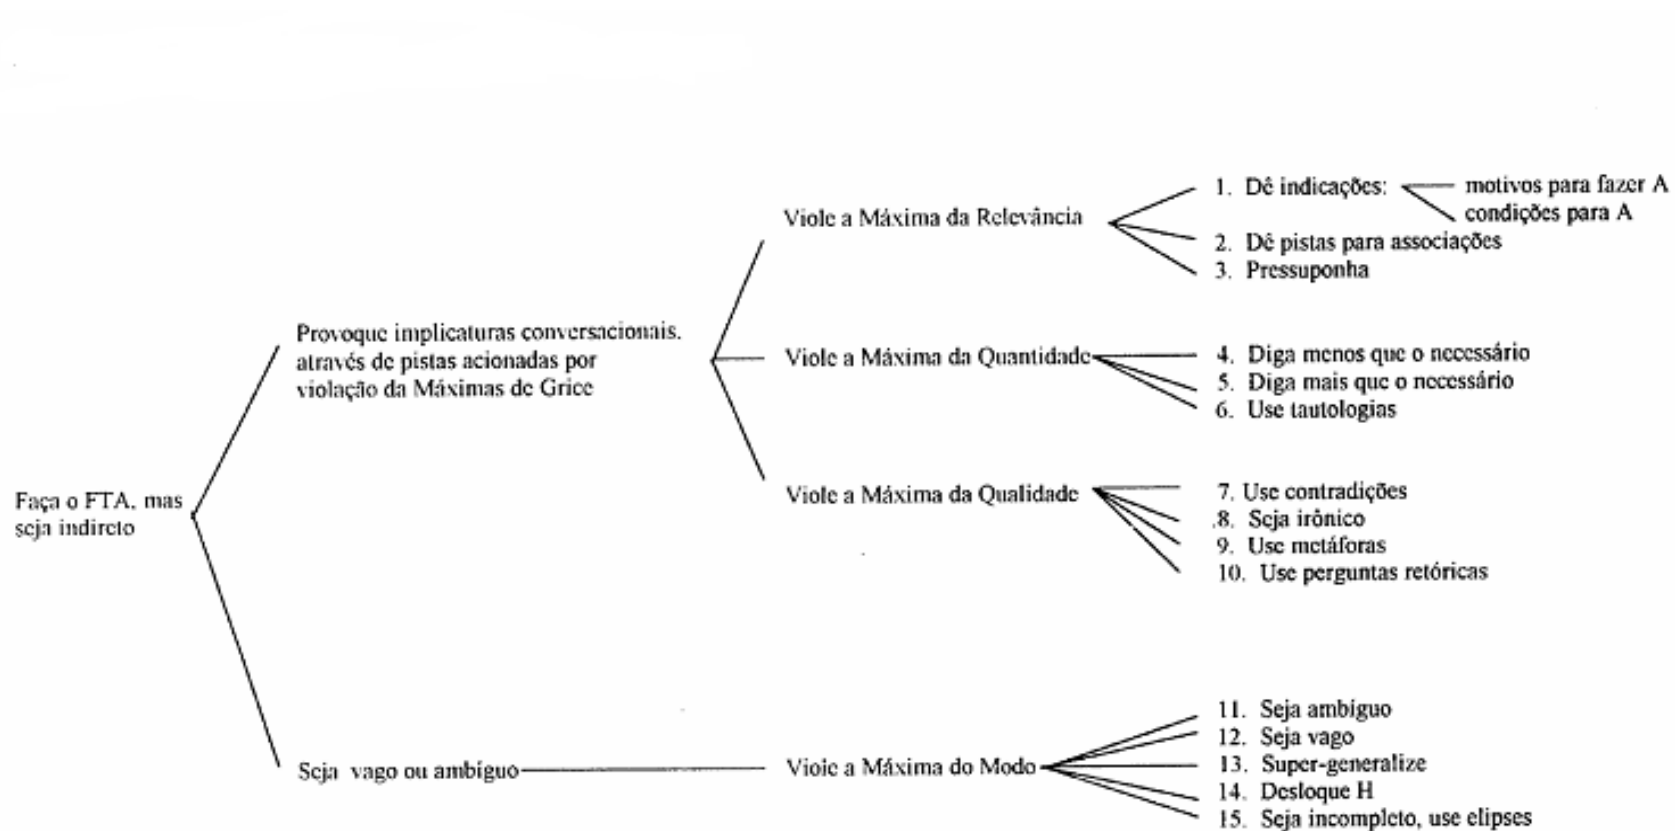 Faça o FTA, mas
seja indireto
Provoque implicaturas conversacionais.
através de pistas acionadas por
violação da Máximas de Grice
Viole a Máxima da Relevância
1. Dê indicações:
motivos para fazer A
condições para A
2. Dê pistas para associações
3. Pressuponha
Viole a Máxima da Quantidade
4. Diga menos que o necessário
5. Diga mais que o necessário
6. Use tautologias
Viole a Máxima da Qualidade
7. Use contradições
8. Seja irônico
9. Use metáforas
10. Use perguntas retóricas
Seja vago ou ambíguo
Viole a Máxima do Modo
11. Seja ambíguo
12. Seja vago
13. Super-generalize
14. Desloque H
15. Seja incompleto, use elipses